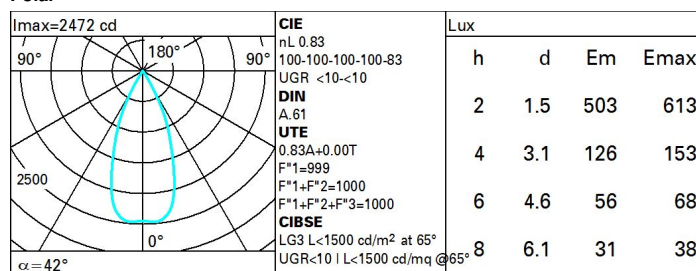 Imax=2472 cd
90° 180° 90°
2500
0°
α=42°
CIE
nL 0.83
100-100-100-100-83
UGR <10-<10
DIN
A.61
UTE
0.83A+0.00T
F"1=999
F"1+F"2=1000
F"1+F"2+F"3=1000
CIBSE
LG3 L<1500 cd/m² at 65°
UGR<10 | L<1500 cd/mq @65°
Lux
h d Em Emax
2 1.5 503 613
4 3.1 126 153
6 4.6 56 68
8 6.1 31 38